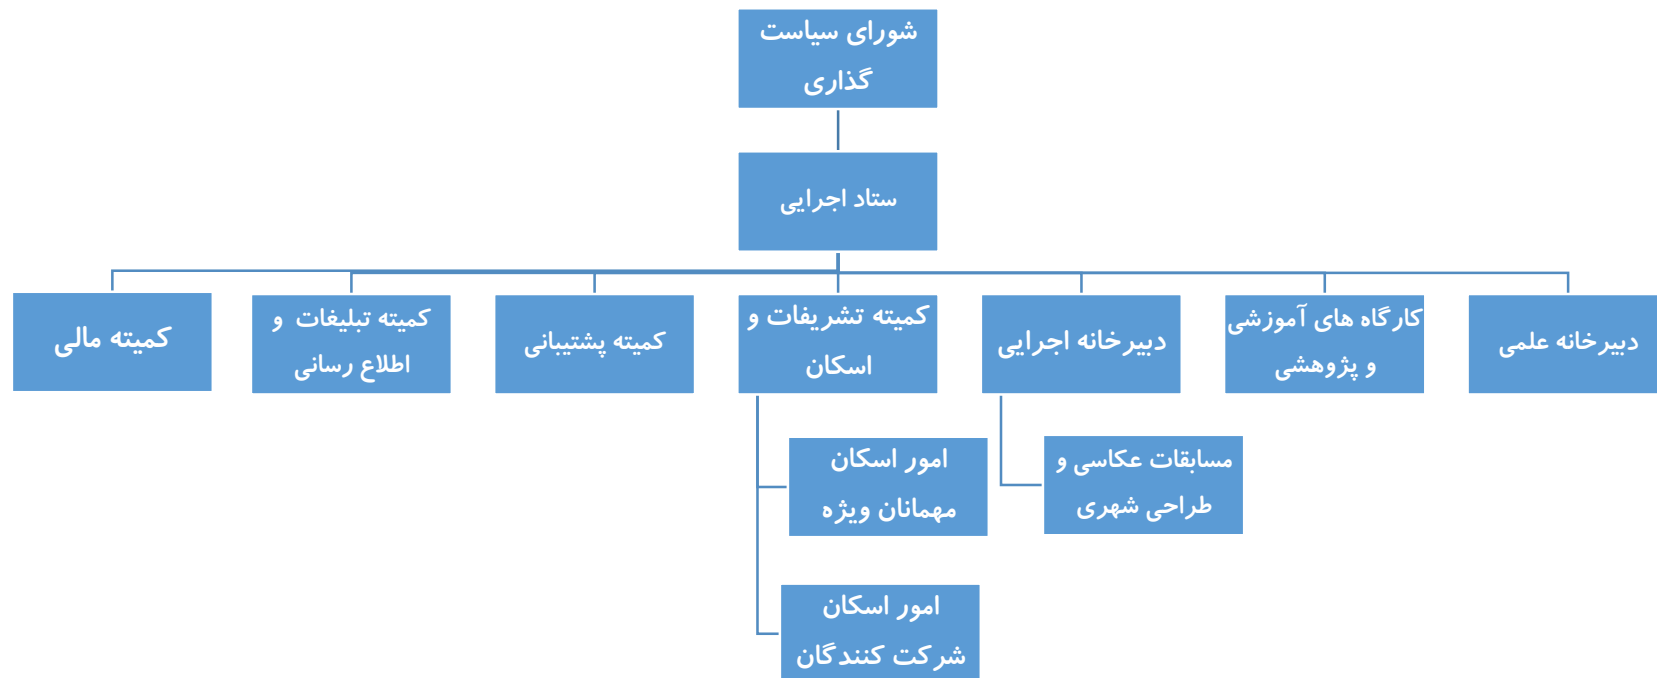 شورای سیاست
گذاری
ستاد اجرایی
دبیرخانه علمی
کارگاه های آموزشی
و پژوهشی
دبیرخانه اجرایی
کمیته تشریفات و
اسکان
کمیته پشتیبانی
کمیته تبلیغات و
اطلاع رسانی
کمیته مالی
مسابقات عکاسی و
طراحی شهری
امور اسکان
مهمانان ویژه
امور اسکان
شرکت کنندگان